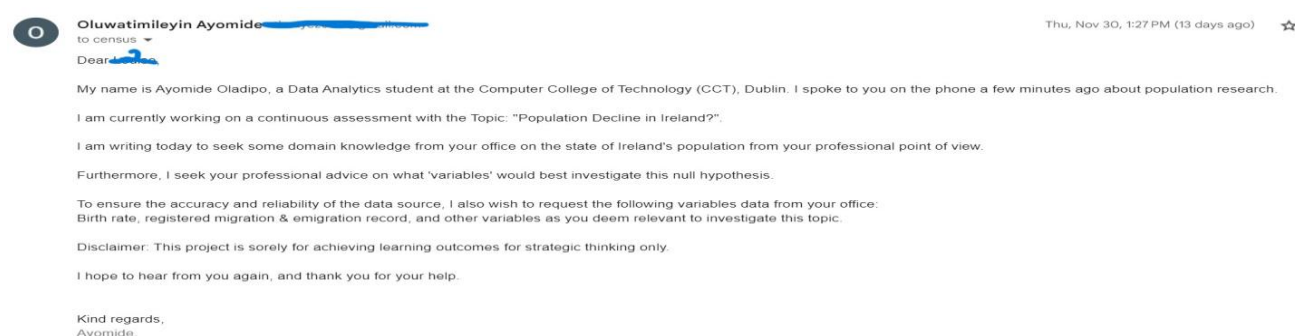 O
Oluwatimileyin Ayomide
Thu, Nov 30, 1:27 PM (13 days ago)
to census
Dear
My name is Ayomide Oladipo, a Data Analytics student at the Computer College of Technology (CCT), Dublin. I spoke to you on the phone a few minutes ago about population research.
I am currently working on a continuous assessment with the Topic: "Population Decline in Ireland?".
I am writing today to seek some domain knowledge from your office on the state of Ireland's population from your professional point of view.
Furthermore, I seek your professional advice on what 'variables' would best investigate this null hypothesis.
To ensure the accuracy and reliability of the data source, I also wish to request the following variables data from your office:
Birth rate, registered migration & emigration record, and other variables as you deem relevant to investigate this topic.
Disclaimer: This project is sorely for achieving learning outcomes for strategic thinking only.
I hope to hear from you again, and thank you for your help.
Kind regards,
Ayomide.